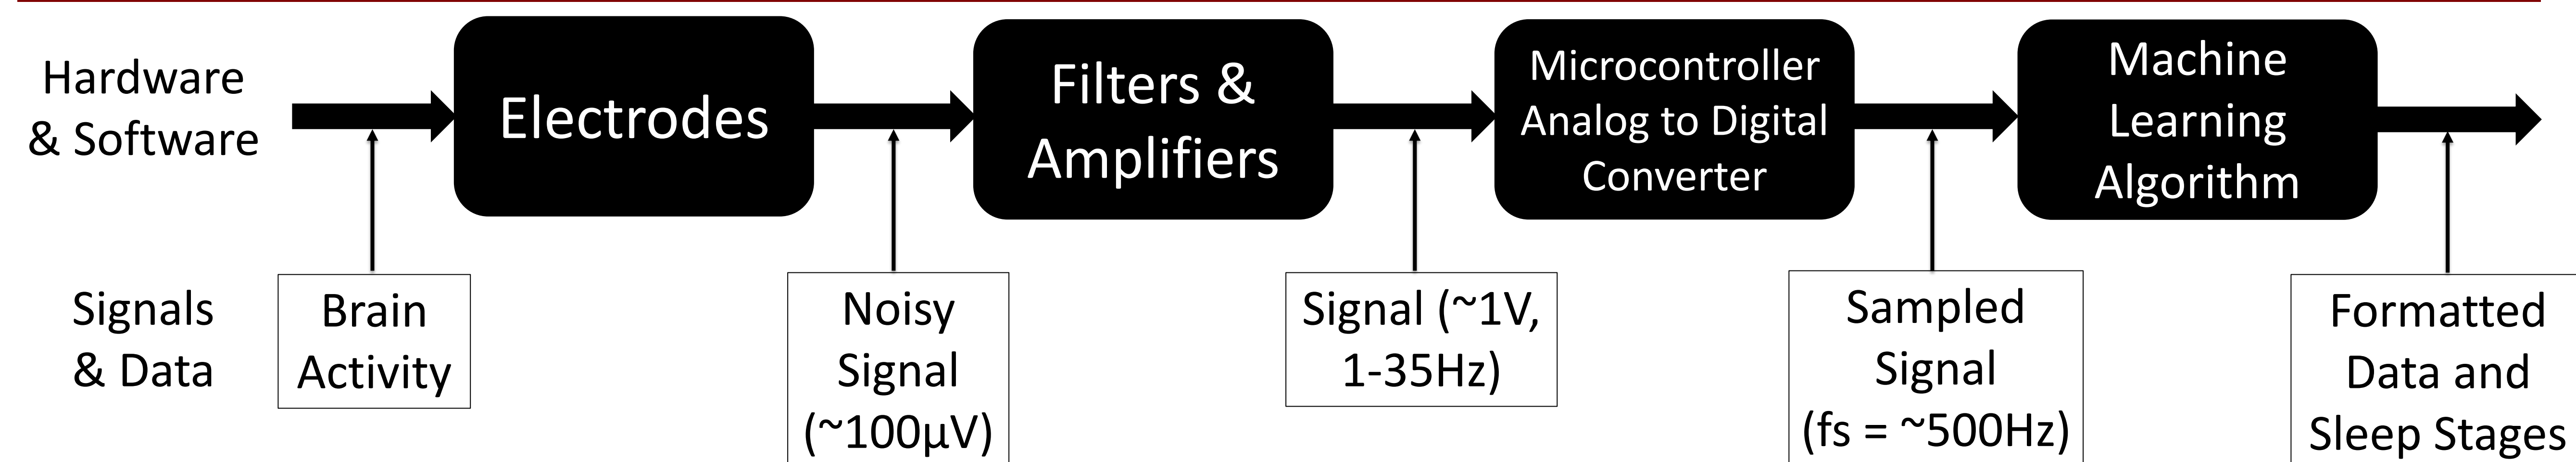 Hardware
& Software
Electrodes
Filters &
Amplifiers
Microcontroller
Analog to Digital
Converter
Machine
Learning
Algorithm
Signals
& Data
Brain
Activity
Noisy
Signal
(~100µV)
Signal (~1V,
1-35Hz)
Sampled
Signal
(fs = ~500Hz)
Formatted
Data and
Sleep Stages